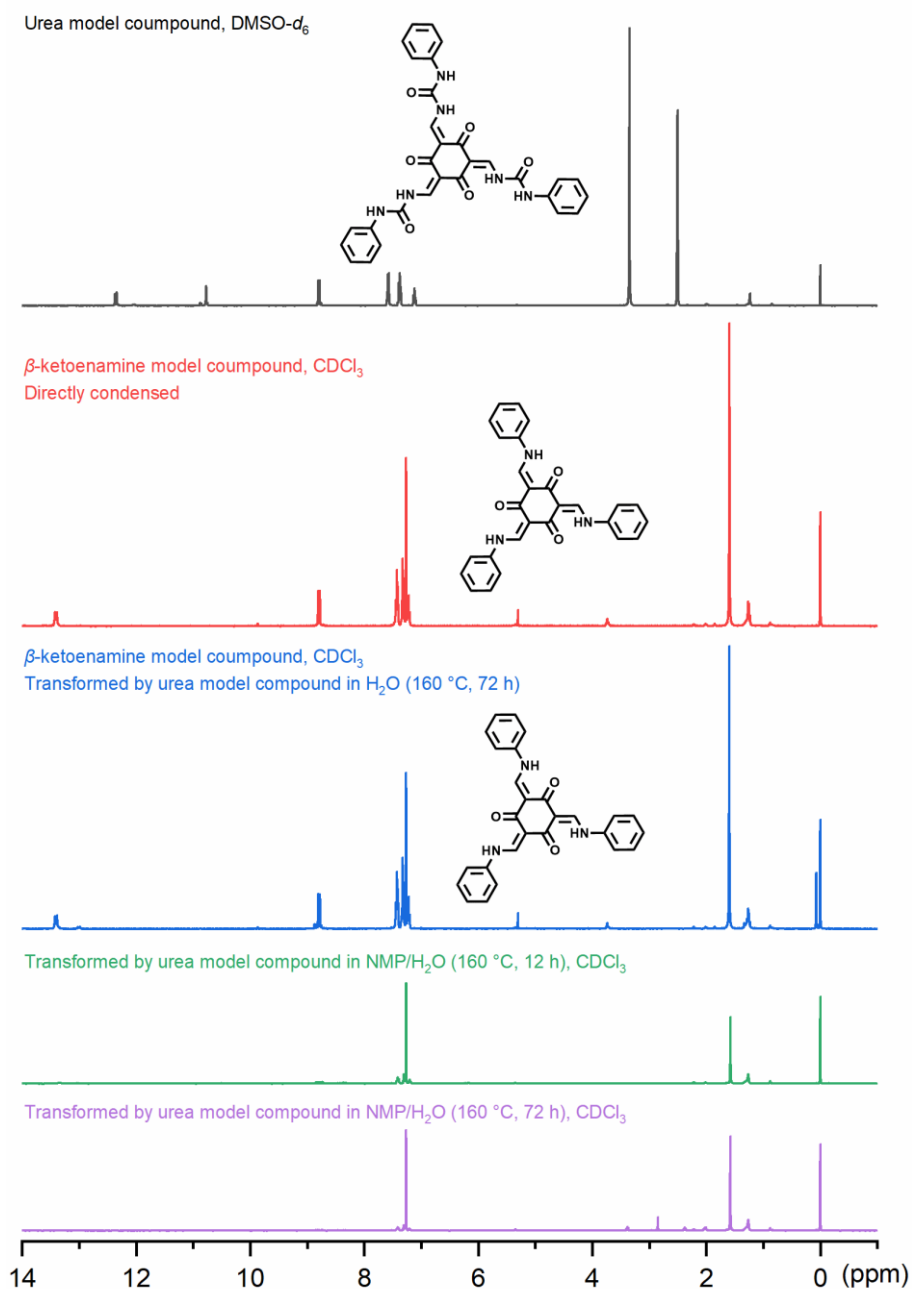 Urea model coumpound, DMSO-d6
NH
O
HN
O
O
O
O
NH
HN
NH
NH
O
HN
β-ketoenamine model coumpound, CDCl3
Directly condensed
NH
O
O
NH
HN
O
β-ketoenamine model coumpound, CDCl3
Transformed by urea model compound in H2O (160 °C, 72 h)
NH
O
O
NH
HN
O
Transformed by urea model compound in NMP/H2O (160 °C, 12 h), CDCl3
Transformed by urea model compound in NMP/H2O (160 °C, 72 h), CDCl3
14 12 10 8 6 4 2 0 (ppm)